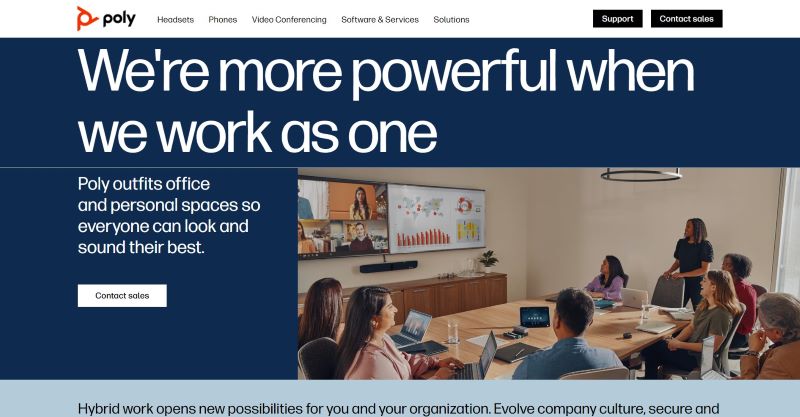 poly
Headsets
Phones
Video Conferencing
Software & Services
Solutions
Support
Contact sales
We're more powerful when
we work as one
Poly outfits office
and personal spaces so
everyone can look and
sound their best.
Contact sales
Hybrid work opens new possibilities for you and your organization. Evolve company culture, secure and